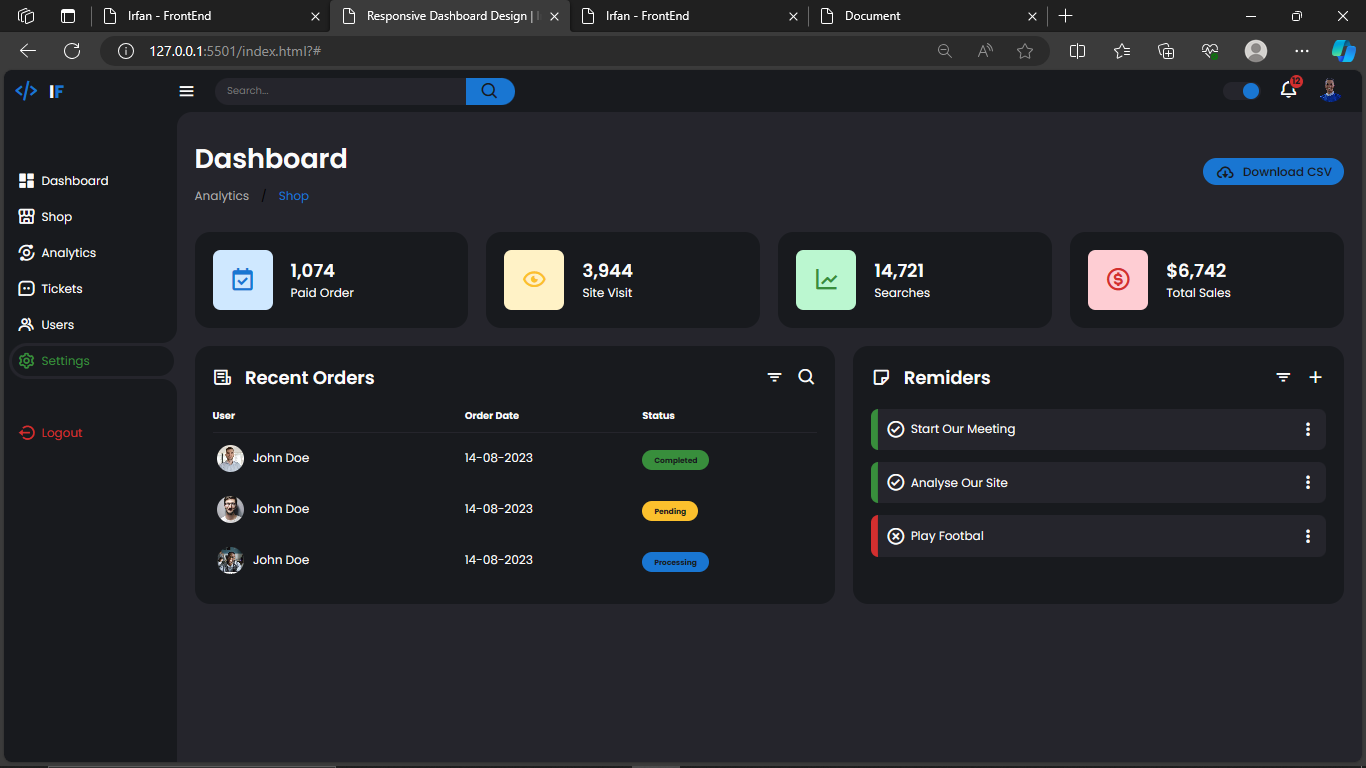 Irfan - FrontEnd
Responsive Dashboard Design |
Irfan - FrontEnd
Document
127.0.0.1:5501/index.html?#
IF
Search...
12
Dashboard
Shop
Analytics
Tickets
Users
Settings
Logout
Dashboard
Analytics / Shop
Download CSV
1,074
Paid Order
3,944
Site Visit
14,721
Searches
$6,742
Total Sales
Recent Orders
User Order Date Status
John Doe 14-08-2023 Completed
John Doe 14-08-2023 Pending
John Doe 14-08-2023 Processing
Remiders
Start Our Meeting
Analyse Our Site
Play Footbal